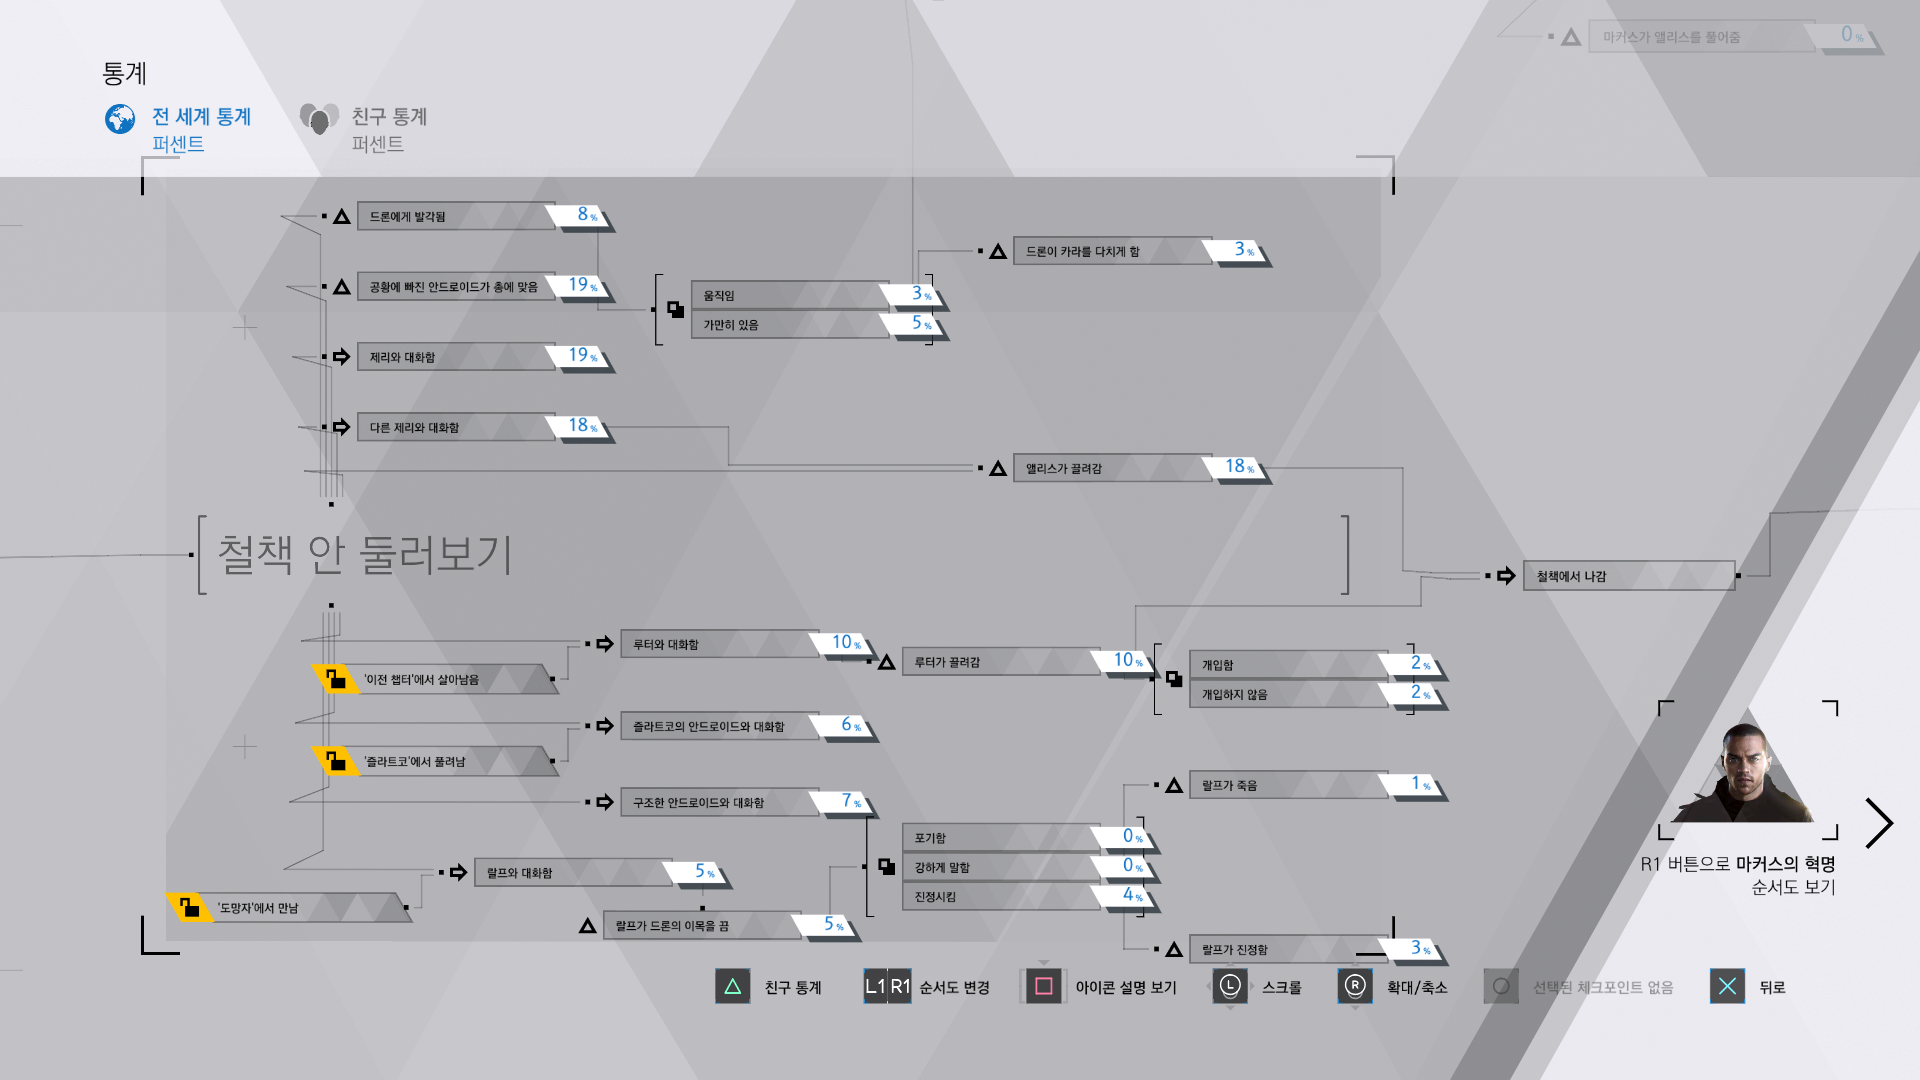 마커스가 앨리스를 풀어줌 0%
통계
전 세계 통계
퍼센트
친구 통계
퍼센트
드론에게 발각됨 8%
공황에 빠진 안드로이드가 총에 맞음 19%
제리와 대화함 19%
다른 제리와 대화함 18%
움직임 3%
가만히 있음 5%
드론이 카라를 다치게 함 3%
앨리스가 끌려감 18%
철책 안 둘러보기
철책에서 나감
루터와 대화함 10%
'이전 챕터'에서 살아남음
루터가 끌려감 10%
개입함 2%
개입하지 않음 2%
즐라트코의 안드로이드와 대화함 6%
'즐라트코'에서 풀려남
구조한 안드로이드와 대화함 7%
랄프가 죽음 1%
포기함 0%
강하게 말함 0%
진정시킴 4%
랄프와 대화함 5%
'도망자'에서 만남
랄프가 드론의 이목을 끔 5%
랄프가 진정함 3%
R1 버튼으로 마커스의 혁명
순서도 보기
친구 통계
L1 R1 순서도 변경
아이콘 설명 보기
L 스크롤
R 확대/축소
선택된 체크포인트 없음
뒤로